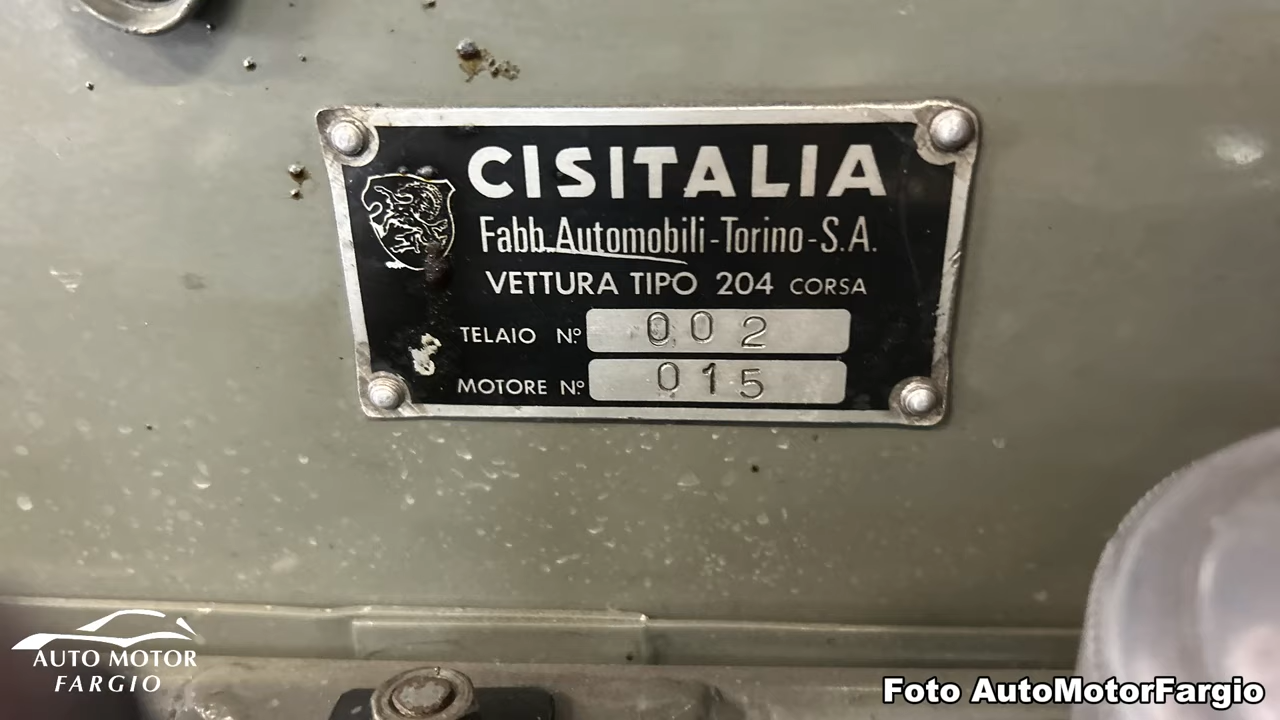 CISITALIA
Fabb. Automobili-Torino-S.A.
VETTURA TIPO 204 CORSA
TELAIO Nº 002
MOTORE Nº 015
AUTO MOTOR
FARGIO
Foto AutoMotorFargio